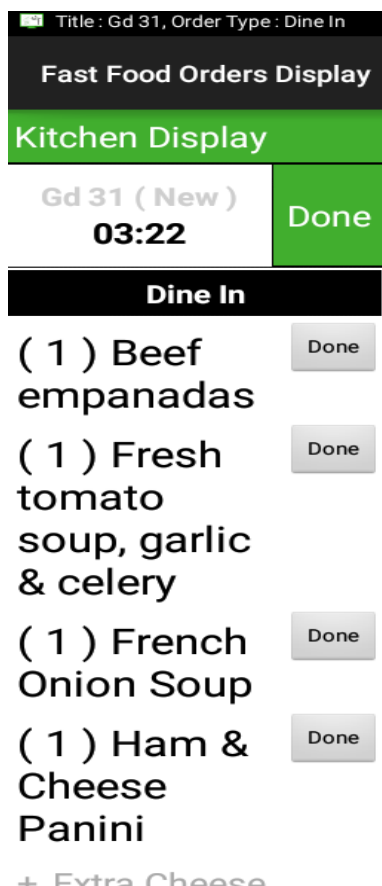 Title : Gd 31, Order Type : Dine In
Fast Food Orders Display
Kitchen Display
Gd 31 ( New )
03:22
Done
Dine In
( 1 ) Beef
empanadas
Done
( 1 ) Fresh
tomato
soup, garlic
& celery
Done
( 1 ) French
Onion Soup
Done
( 1 ) Ham &
Cheese
Panini
Done
+ Extra Cheese